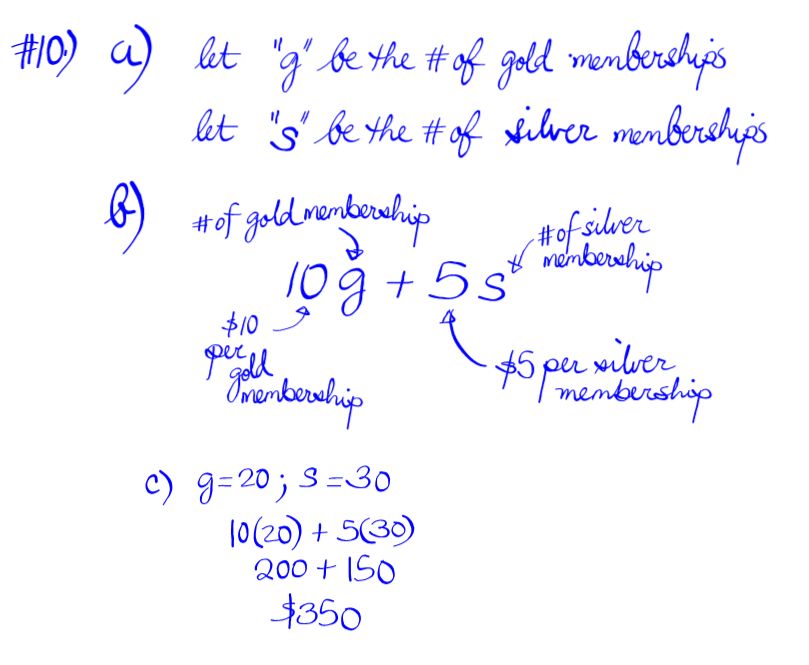 #10.) a) let "g" be the # of gold memberships
let "s" be the # of silver memberships
b) # of gold membership
# of silver
membership
10g + 5s
$10
per
gold
membership
$5 per silver
membership
c) g=20; s=30
10(20) + 5(30)
200 + 150
$350